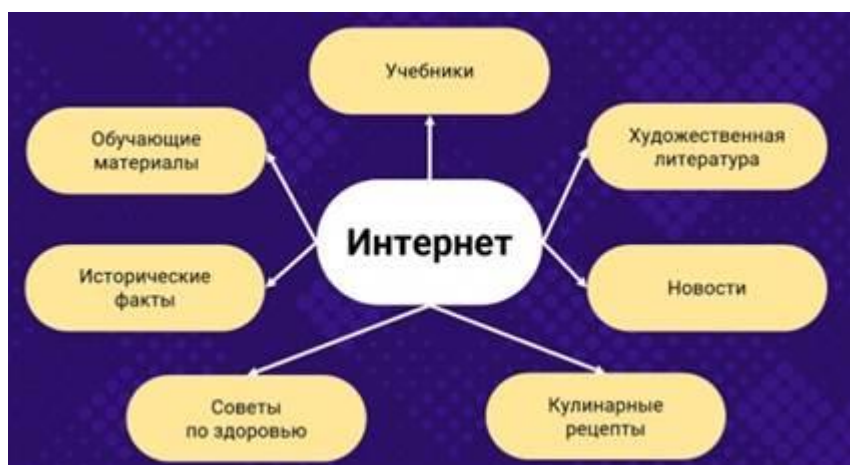 Учебники
Обучающие
материалы
Художественная
литература
Интернет
Исторические
факты
Новости
Советы
по здоровью
Кулинарные
рецепты